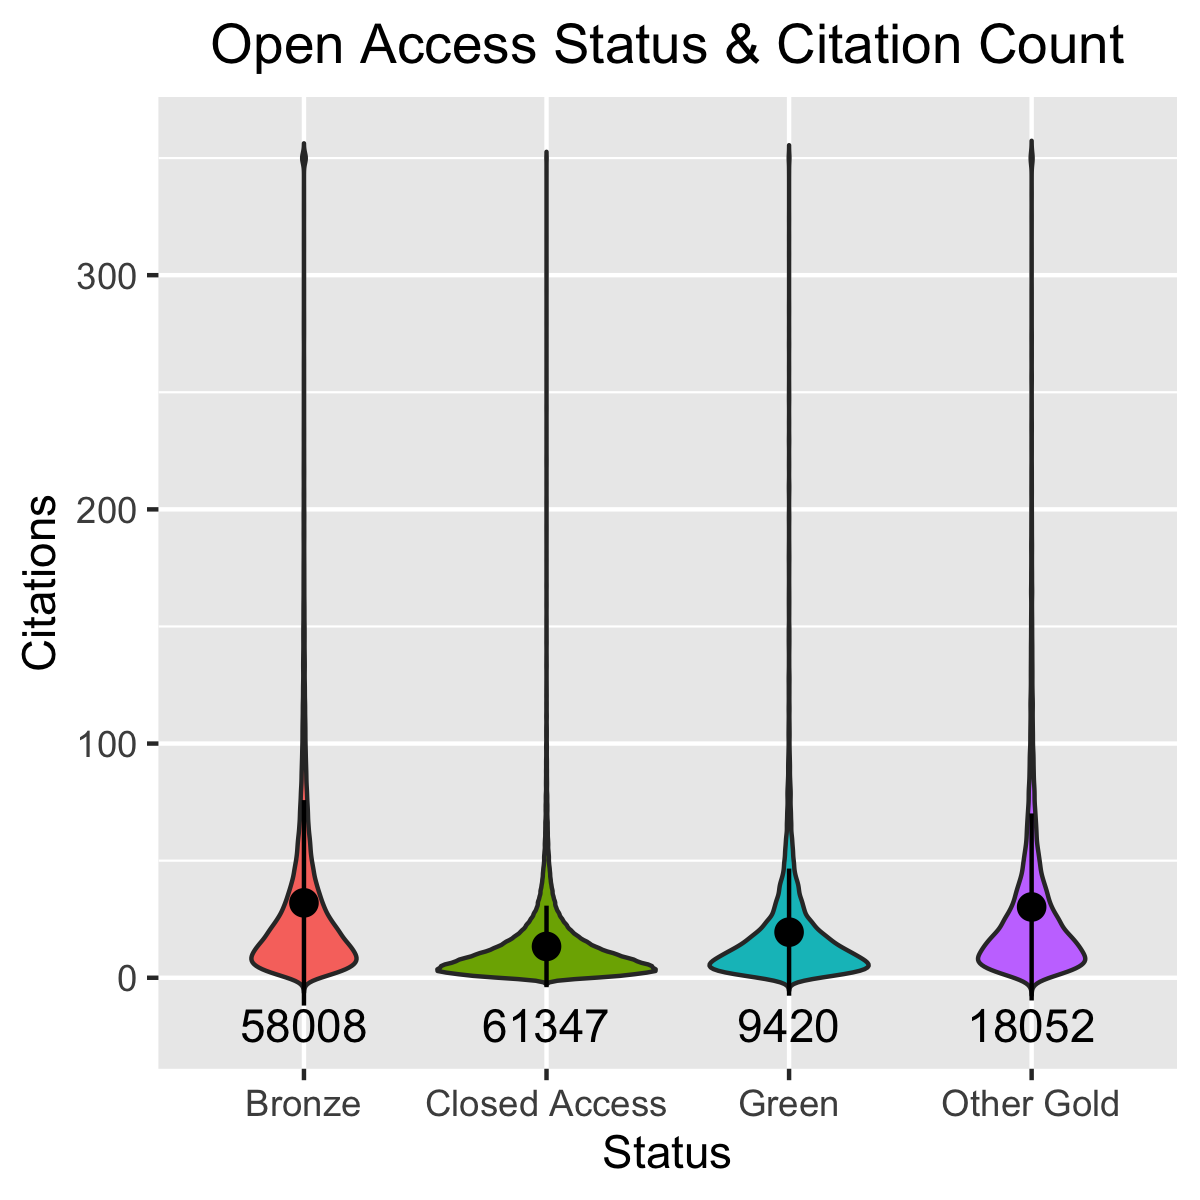 Open Access Status & Citation Count
Citations
300
200
100
0
58008 61347 9420 18052
Bronze Closed Access Green Other Gold
Status